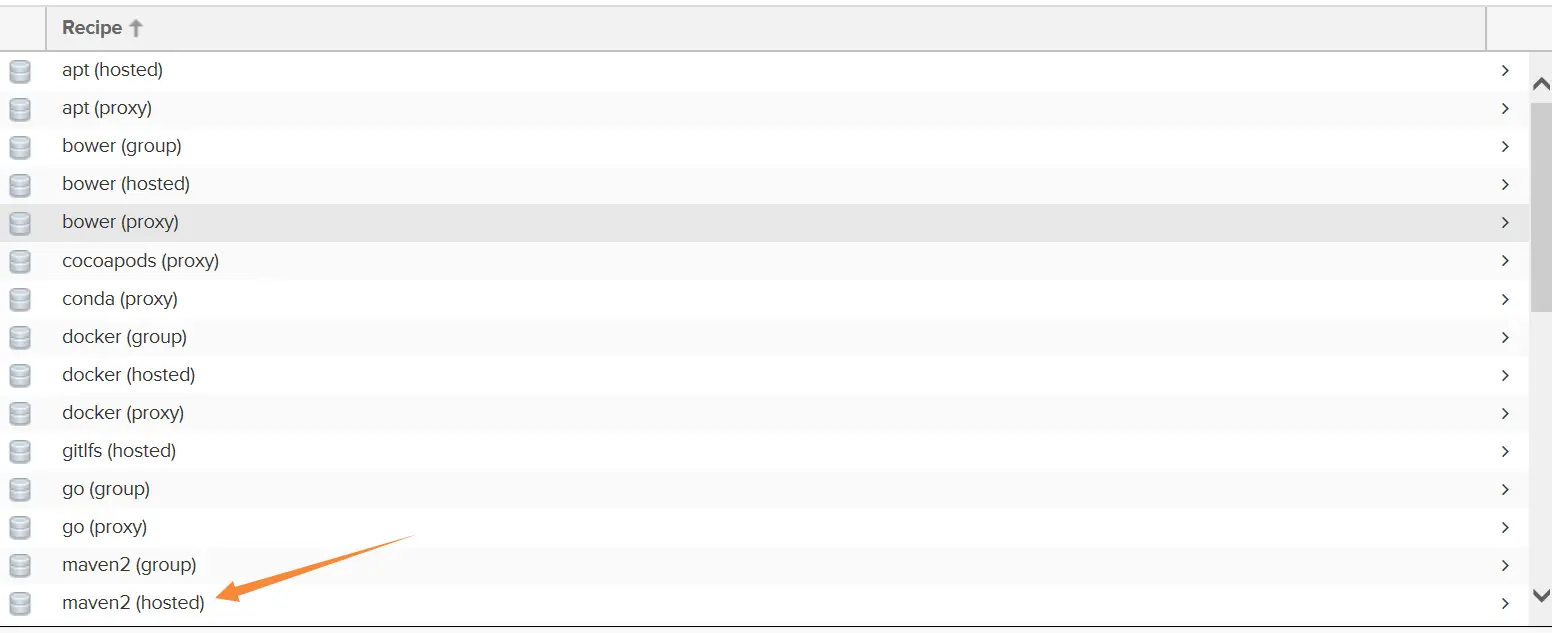 Recipe
apt (hosted)
apt (proxy)
bower (group)
bower (hosted)
bower (proxy)
cocoapods (proxy)
conda (proxy)
docker (group)
docker (hosted)
docker (proxy)
gitlfs (hosted)
go (group)
go (proxy)
maven2 (group)
maven2 (hosted)